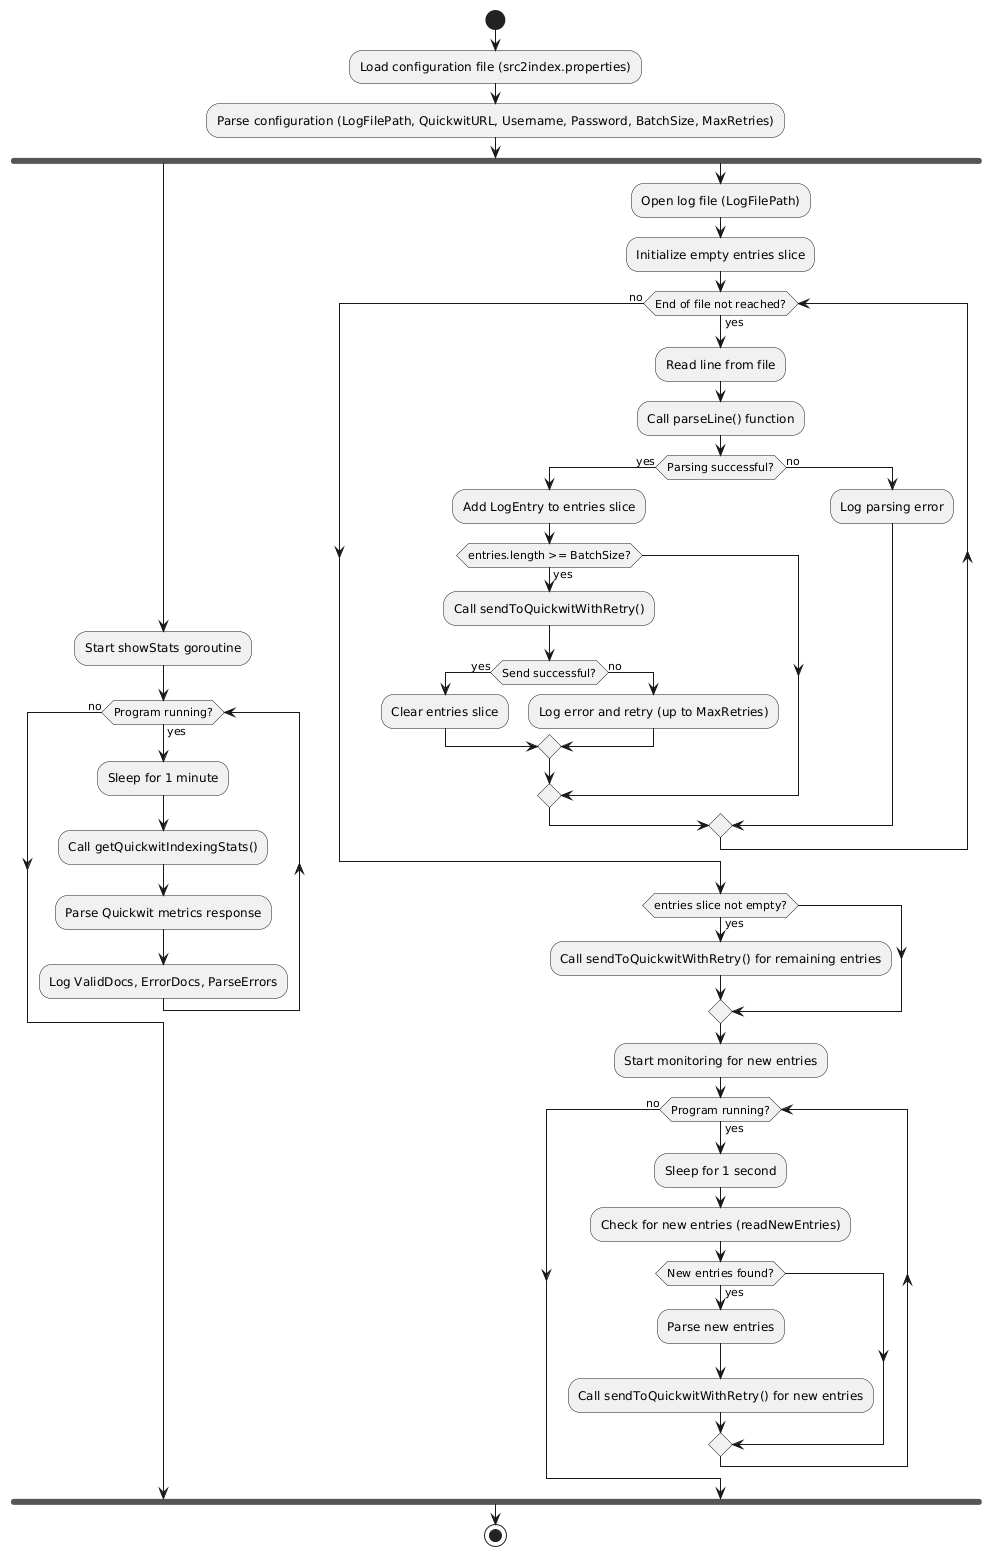 Load configuration file (src2index.properties)
Parse configuration (LogFilePath, QuickwitURL, Username, Password, BatchSize, MaxRetries)
Start showStats goroutine
no
Program running?
yes
Sleep for 1 minute
Call getQuickwitIndexingStats()
Parse Quickwit metrics response
Log ValidDocs, ErrorDocs, ParseErrors
Open log file (LogFilePath)
Initialize empty entries slice
no
End of file not reached?
yes
Read line from file
Call parseLine() function
yes
Parsing successful?
no
Add LogEntry to entries slice
Log parsing error
entries.length >= BatchSize?
yes
Call sendToQuickwitWithRetry()
yes
Send successful?
no
Clear entries slice
Log error and retry (up to MaxRetries)
entries slice not empty?
yes
Call sendToQuickwitWithRetry() for remaining entries
Start monitoring for new entries
no
Program running?
yes
Sleep for 1 second
Check for new entries (readNewEntries)
New entries found?
yes
Parse new entries
Call sendToQuickwitWithRetry() for new entries